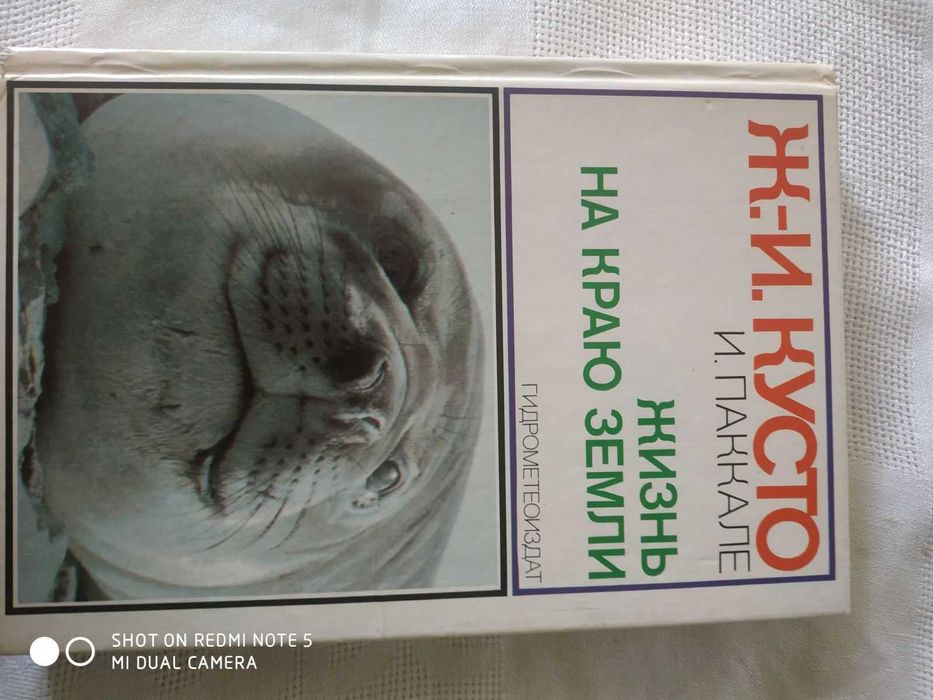 Ж.-И. КУСТО
И. ПАККАЛЕ
ЖИЗНЬ
НА КРАЮ ЗЕМЛИ
ГИДРОМЕТЕОИЗДАТ
SHOT ON REDMI NOTE 5
MI DUAL CAMERA